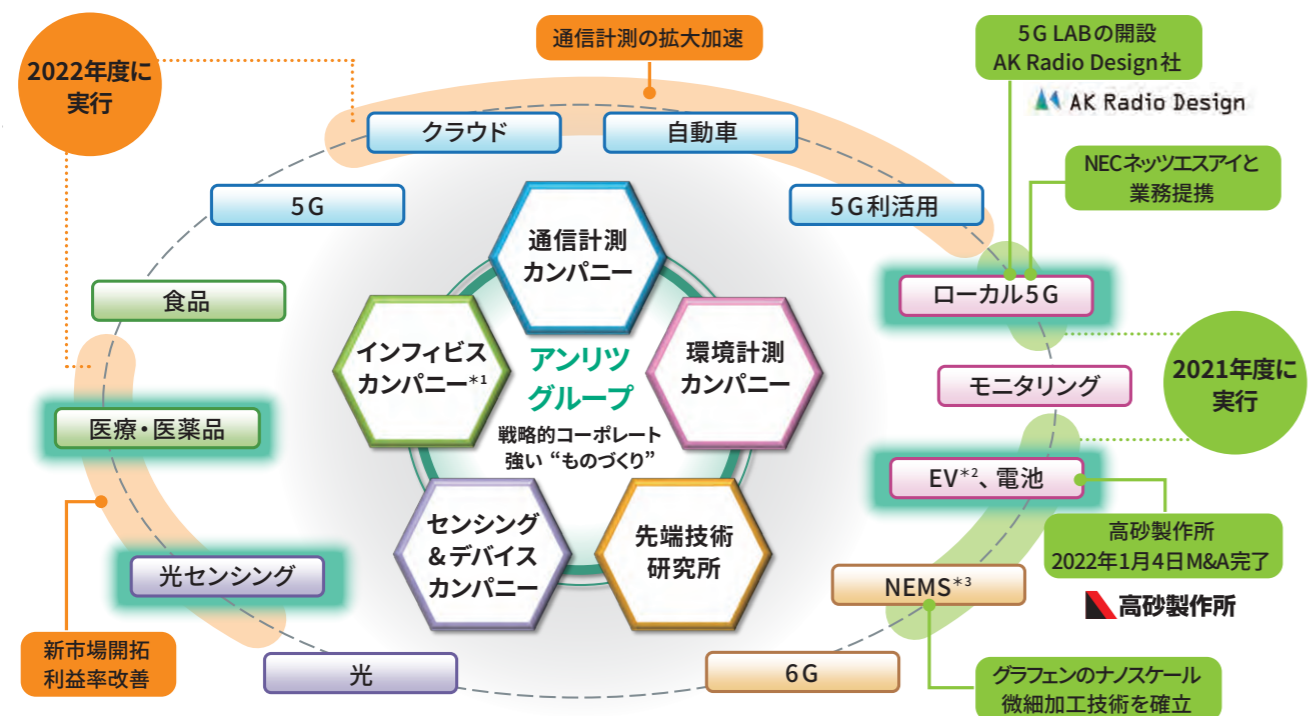 2022年度に
実行
通信計測の拡大加速
5G LABの開設
AK Radio Design社
AK Radio Design
NECネッツエスアイと
業務提携
クラウド
自動車
5G
5G利活用
通信計測
カンパニー
食品
ローカル5G
インフィビス
カンパニー*1
アンリツ
グループ
戦略的コーポレート
強い “ものづくり”
環境計測
カンパニー
モニタリング
2021年度に
実行
医療・医薬品
EV*2、電池
センシング
&デバイス
カンパニー
先端技術
研究所
高砂製作所
2022年1月4日M&A完了
高砂製作所
光センシング
NEMS*3
新市場開拓
利益率改善
光
6G
グラフェンのナノスケール
微細加工技術を確立